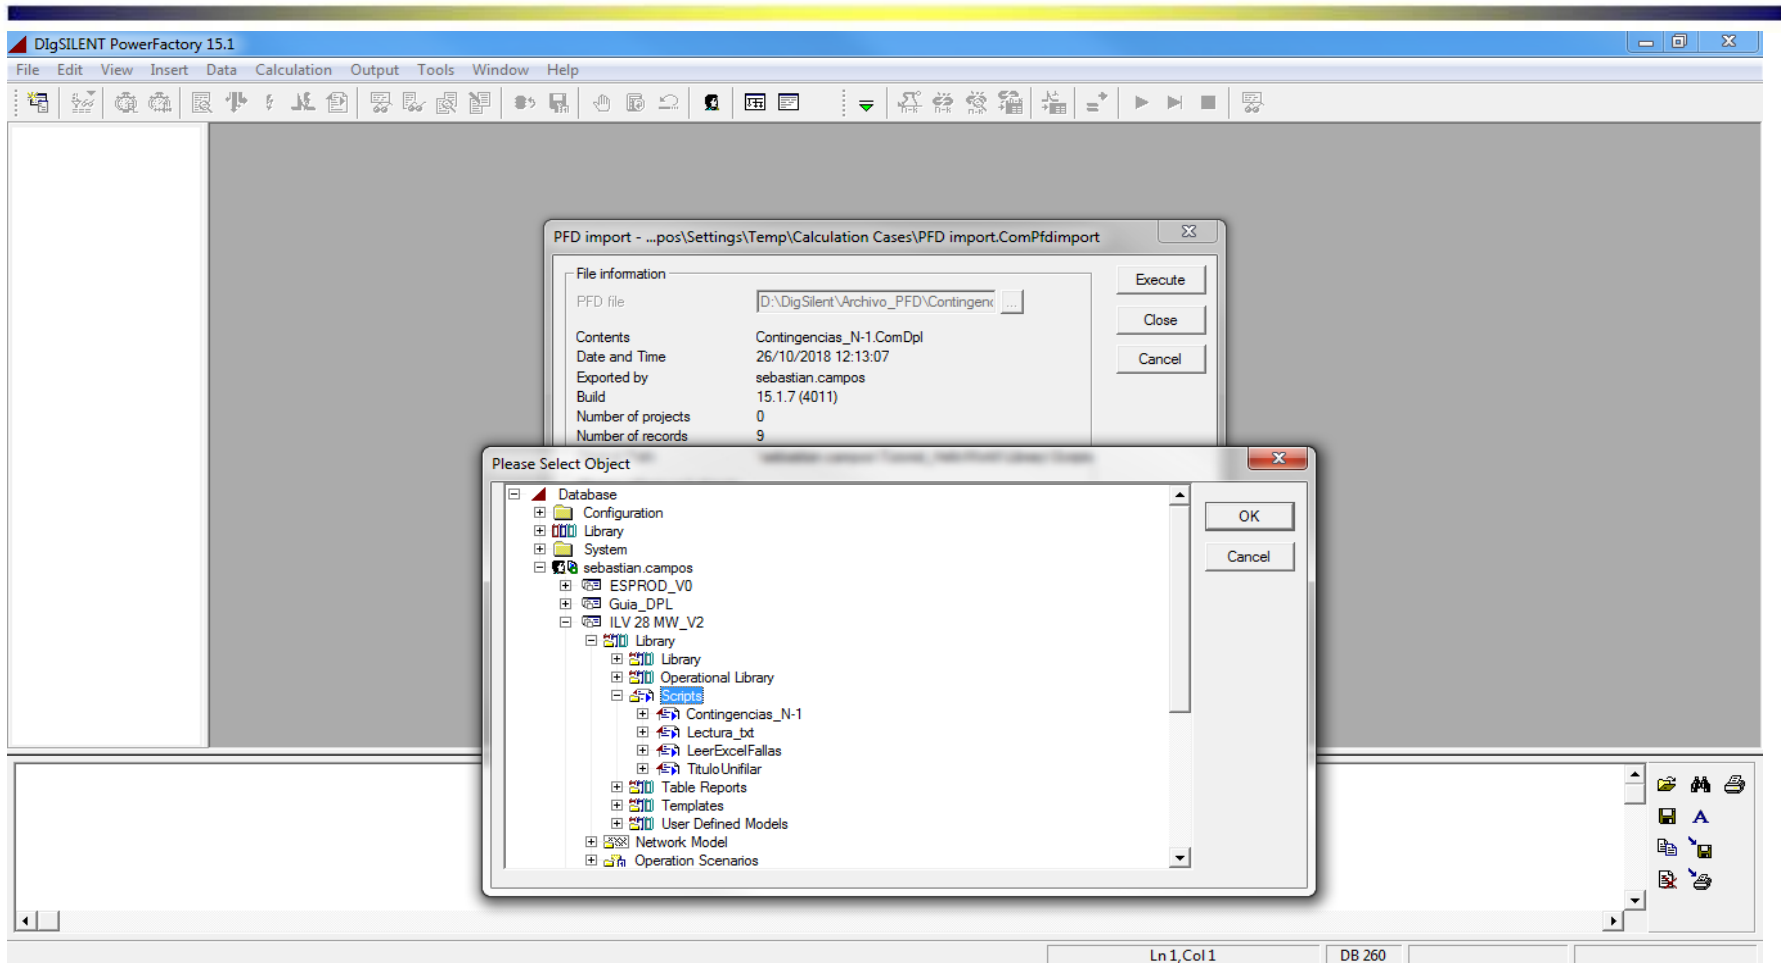 DIgSILENT PowerFactory 15.1
File Edit View Insert Data Calculation Output Tools Window Help
PFD import - ...pos\Settings\Temp\Calculation Cases\PFD import.ComPfdimport
File information
Execute
PFD file D:\DigSilent\Archivo_PFD\Contingenc ...
Close
Contents Contingencias_N-1.ComDpl
Date and Time 26/10/2018 12:13:07
Cancel
Exported by sebastian.campos
Build 15.1.7 (4011)
Number of projects 0
Number of records 9
Please Select Object
Database
Configuration
OK
Library
System
Cancel
sebastian.campos
ESPROD_V0
Guia_DPL
ILV 28 MW_V2
Library
Library
Operational Library
Scripts
Contingencias_N-1
Lectura_txt
LeerExcelFallas
TituloUnifilar
Table Reports
Templates
User Defined Models
Network Model
Operation Scenarios
Ln 1,Col 1 DB 260